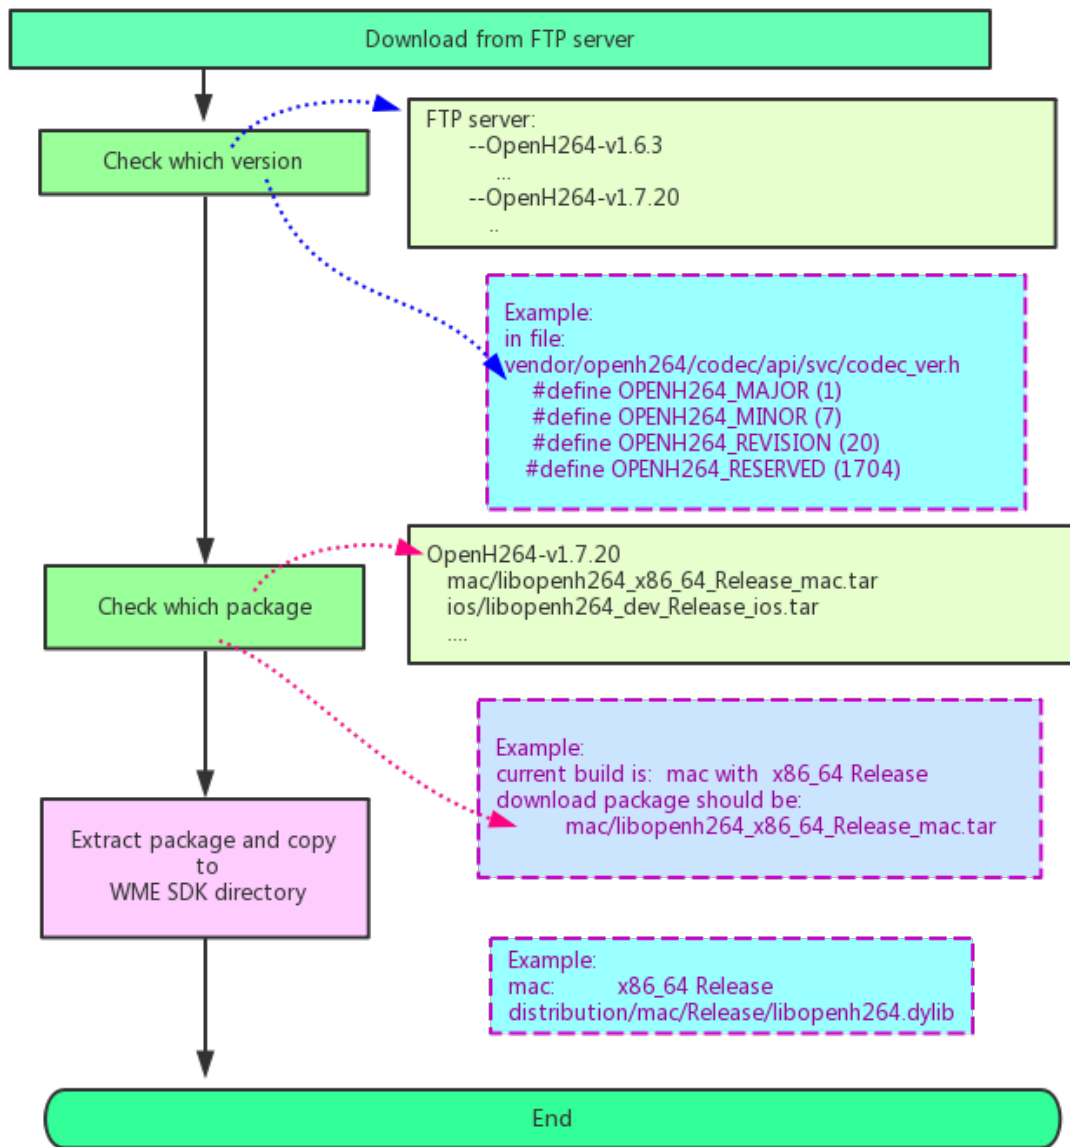 Download from FTP server
Check which version
FTP server:
--OpenH264-v1.6.3
...
--OpenH264-v1.7.20
..
Example:
in file:
vendor/openh264/codec/api/svc/codec_ver.h
#define OPENH264_MAJOR (1)
#define OPENH264_MINOR (7)
#define OPENH264_REVISION (20)
#define OPENH264_RESERVED (1704)
Check which package
OpenH264-v1.7.20
mac/libopenh264_x86_64_Release_mac.tar
ios/libopenh264_dev_Release_ios.tar
....
Example:
current build is:  mac with  x86_64 Release
download package should be:
mac/libopenh264_x86_64_Release_mac.tar
Extract package and copy
to
WME SDK directory
Example:
mac:         x86_64 Release
distribution/mac/Release/libopenh264.dylib
End